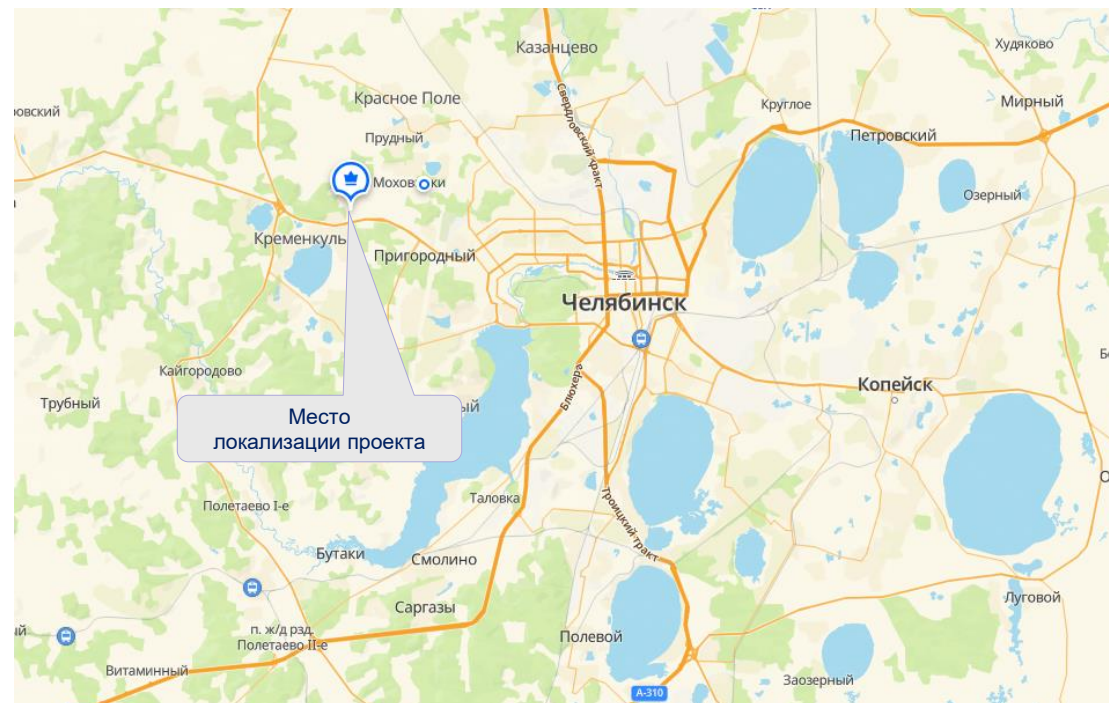 Казанцево
Худяково
Красное Поле
Круглое
Мирный
Свердловский тракт
Прудный
Петровский
Озерный
Кременкуль
Пригородный
Челябинск
Кайгородово
Блюхера
Копейск
Трубный
Место
локализации проекта
Полетаево I-е
Таловка
Троицкий тракт
Бутаки
Смолино
Саргазы
Луговой
п. ж/д рзд.
Полетаево II-е
Полевой
Витаминный
Заозерный
А-310